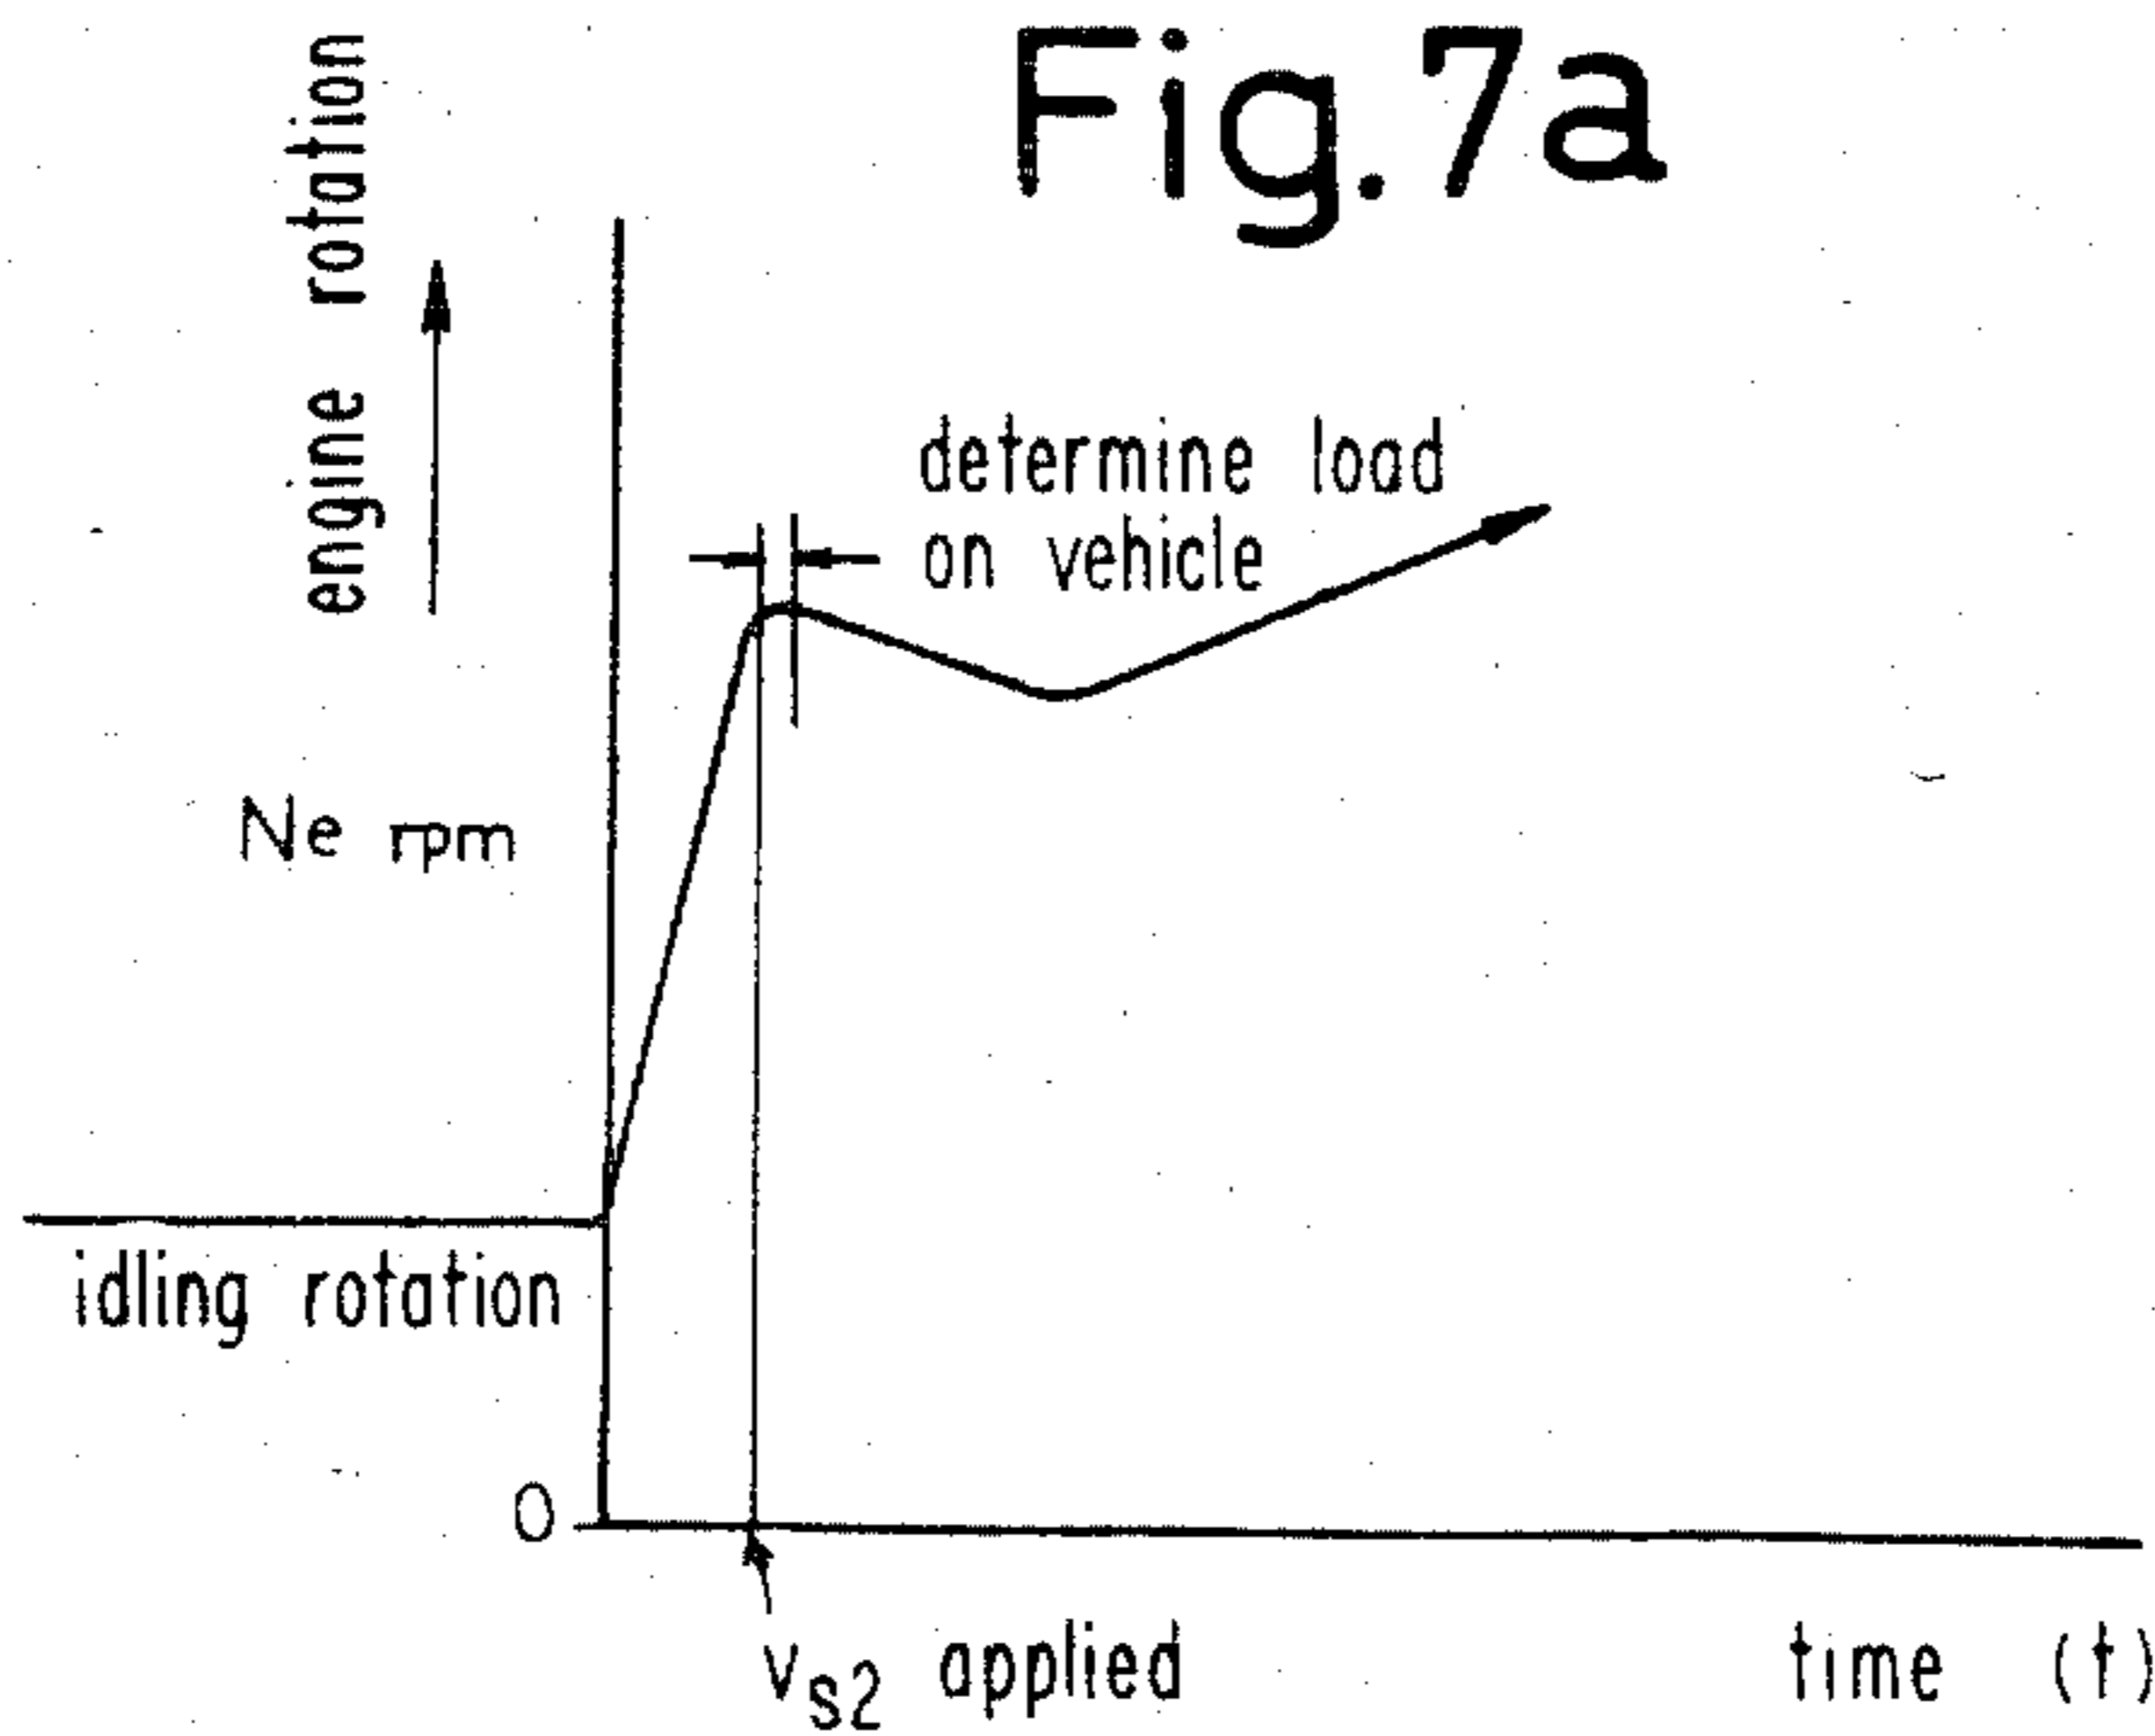 Fig.7a
engine rotation
determine load
on vehicle
Ne rpm
idling rotation
0
vs2 applied
time (t)